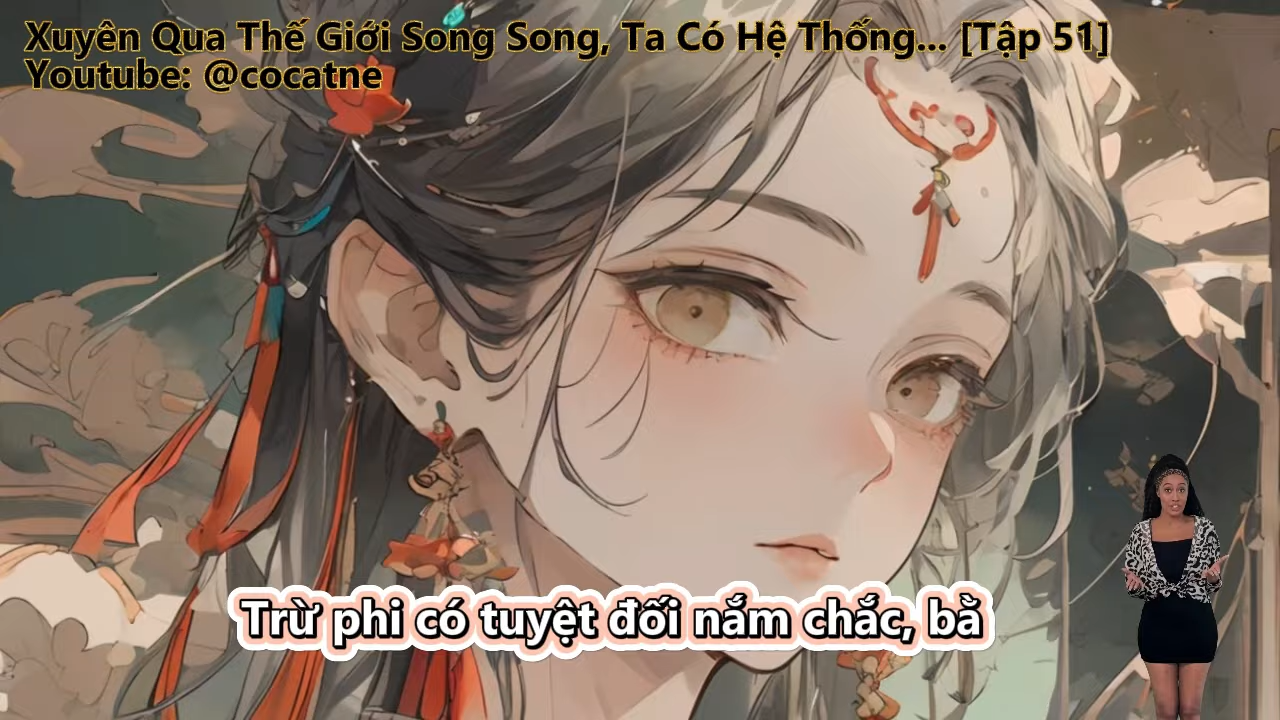 Xuyên Qua Thế Giới Song Song, Ta Có Hệ Thống... [Tập 51]
Youtube: @cocatne
Trừ phi có tuyệt đối nắm chắc, bằ